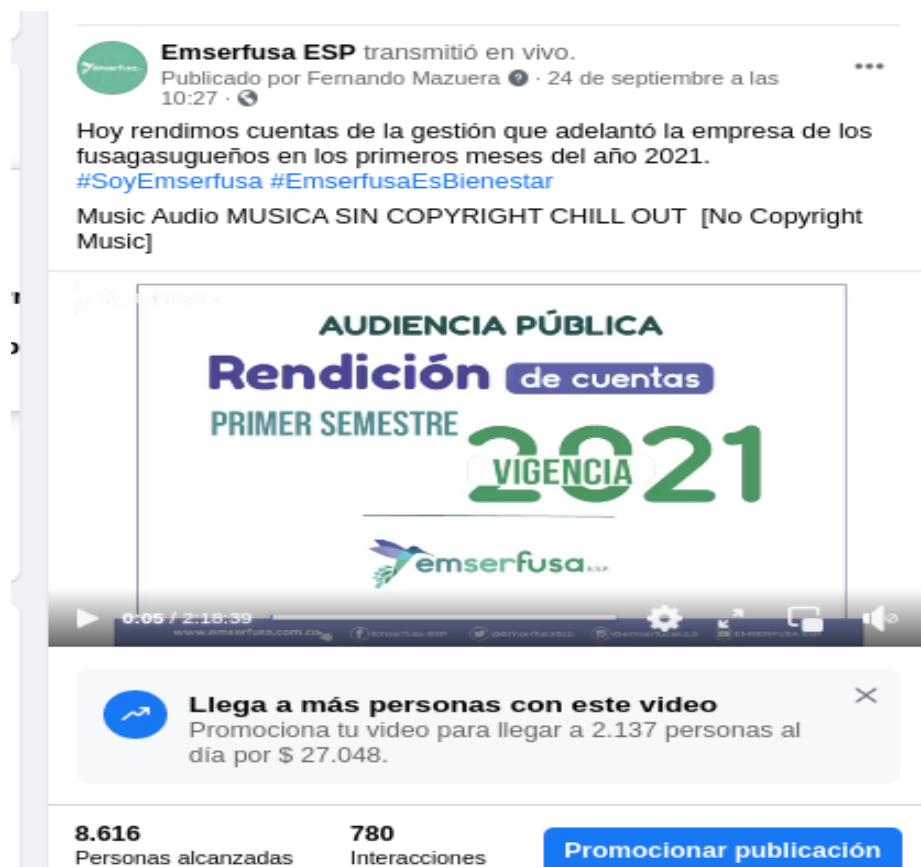 Emserfusa ESP transmitió en vivo.
Publicado por Fernando Mazuera · 24 de septiembre a las
10:27 ·
Hoy rendimos cuentas de la gestión que adelantó la empresa de los
fusagasugueños en los primeros meses del año 2021.
#SoyEmserfusa #EmserfusaEsBienestar
Music Audio MUSICA SIN COPYRIGHT CHILL OUT [No Copyright
Music]
AUDIENCIA PÚBLICA
Rendición de cuentas
PRIMER SEMESTRE
2021
VIGENCIA
emserfusa E.S.P
0:05 / 2:18:39
www.emserfusa.com.co
EMSERFUSA ESP
Llega a más personas con este video
Promociona tu video para llegar a 2.137 personas al
día por $ 27.048.
8.616
Personas alcanzadas
780
Interacciones
Promocionar publicación